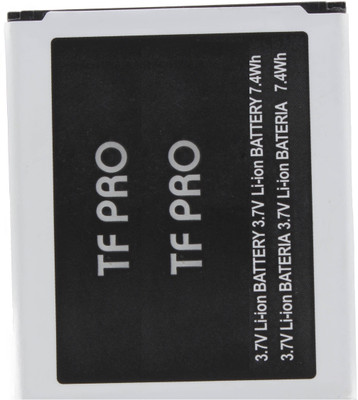 TF PRO
TF PRO
3.7V Li-ion BATTERY 3.7V Li-ion BATTERY 7.4Wh
3.7V Li-ion BATERIA 3.7V Li-ion BATERIA 7.4Wh